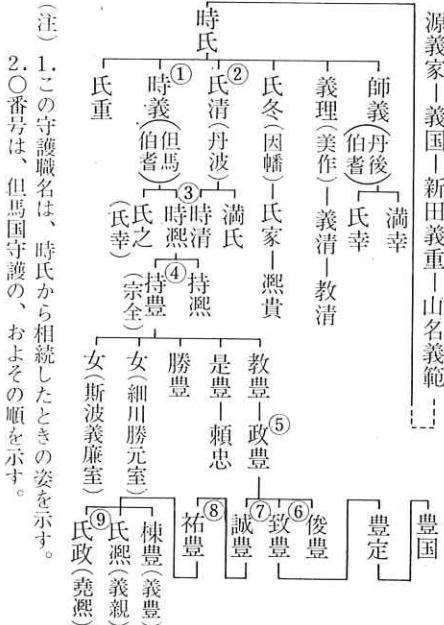 源義家―義国―新田義重―山名義範
時氏
師義（丹後 伯耆）
満幸
氏幸
義理（美作）―義清―教清
氏冬（因幡）―氏家―熙貴
②
氏清（丹波）
満氏
時清
①
時義（但馬 伯耆）
③
時熙
氏之（氏幸）
氏重
④
持熙
持豊（宗全）
教豊―政豊
⑤
是豊―頼忠
勝豊
女（細川勝元室）
女（斯波義廉室）
⑥
俊豊
⑦
致豊
誠豊
豊定
豊国
⑧
祐豊
棟豊（義豊）
氏熙（義親）
⑨
氏政（堯熙）
（注）1.この守護職名は、時氏から相続したときの姿を示す。
2.○番号は、但馬国守護の、およその順を示す。